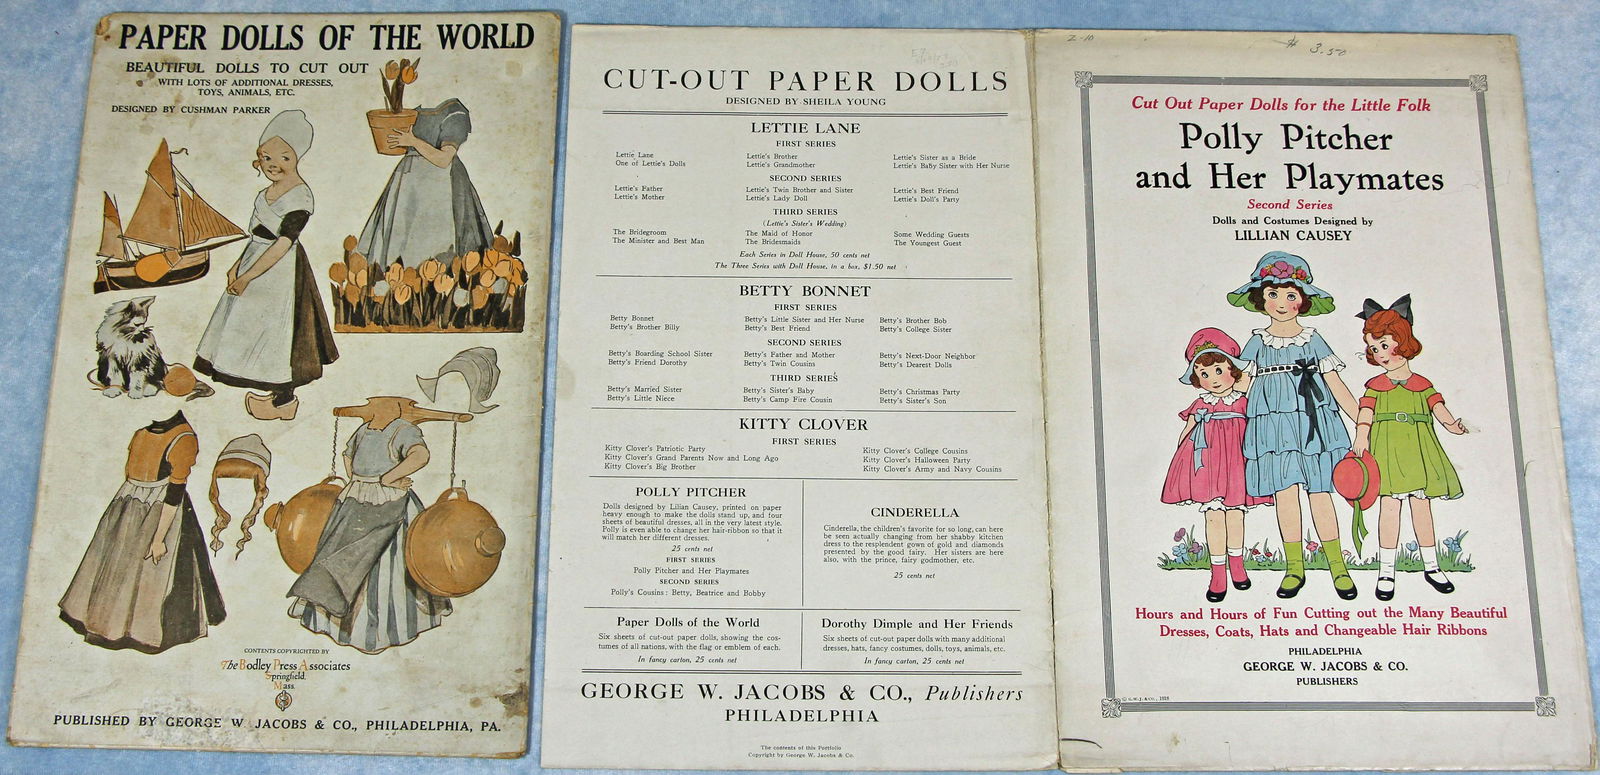 PAPER DOLLS OF THE WORLD
BEAUTIFUL DOLLS TO CUT OUT
WITH LOTS OF ADDITIONAL DRESSES,
TOYS, ANIMALS, ETC.
DESIGNED BY CUSHMAN PARKER
CONTENTS COPYRIGHTED BY
The Bodley Press Associates
Springfield,
Mass.
PUBLISHED BY GEORGE W. JACOBS & CO., PHILADELPHIA, PA.
CUT-OUT PAPER DOLLS
DESIGNED BY SHEILA YOUNG
LETTIE LANE
FIRST SERIES
Lettie Lane Lettie's Brother Lettie's Sister as a Bride
One of Lettie's Dolls Lettie's Grandmother Lettie's Baby Sister with Her Nurse
SECOND SERIES
Lettie's Father Lettie's Twin Brother and Sister Lettie's Best Friend
Lettie's Mother Lettie's Lady Doll Lettie's Doll's Party
THIRD SERIES
(Lettie's Sister's Wedding)
The Bridegroom The Maid of Honor Some Wedding Guests
The Minister and Best Man The Bridesmaids The Youngest Guest
Each Series in Doll House, 50 cents net
The Three Series with Doll House, in a box, $1.50 net
BETTY BONNET
FIRST SERIES
Betty Bonnet Betty's Little Sister and Her Nurse Betty's Brother Bob
Betty's Brother Billy Betty's Best Friend Betty's College Sister
SECOND SERIES
Betty's Boarding School Sister Betty's Father and Mother Betty's Next-Door Neighbor
Betty's Friend Dorothy Betty's Twin Cousins Betty's Dearest Dolls
THIRD SERIES
Betty's Married Sister Betty's Sister's Baby Betty's Christmas Party
Betty's Little Niece Betty's Camp Fire Cousin Betty's Sister's Son
KITTY CLOVER
FIRST SERIES
Kitty Clover's Patriotic Party Kitty Clover's College Cousins
Kitty Clover's Grand Parents Now and Long Ago Kitty Clover's Halloween Party
Kitty Clover's Big Brother Kitty Clover's Army and Navy Cousins
POLLY PITCHER
Dolls designed by Lilian Causey, printed on paper
heavy enough to make the dolls stand up, and four
sheets of beautiful dresses, all in the very latest style.
Polly is even able to change her hair-ribbon so that it
will match her different dresses.
25 cents net
FIRST SERIES
Polly Pitcher and Her Playmates
SECOND SERIES
Polly's Cousins: Betty, Beatrice and Bobby
CINDERELLA
Cinderella, the children's favorite for so long, can here
be seen actually changing from her shabby kitchen
dress to the resplendent gown of gold and diamonds
presented by the good fairy. Her sisters are here
also, with the prince, fairy godmother, etc.
25 cents net
Paper Dolls of the World
Six sheets of cut-out paper dolls, showing the cos-
tumes of all nations, with the flag or emblem of each.
In fancy carton, 25 cents net
Dorothy Dimple and Her Friends
Six sheets of cut-out paper dolls with many additional
dresses, hats, fancy costumes, dolls, toys, animals, etc.
In fancy carton, 25 cents net
GEORGE W. JACOBS & CO., Publishers
PHILADELPHIA
The contents of this Portfolio
Copyright by George W. Jacobs & Co.
2-10
# 3.50
Cut Out Paper Dolls for the Little Folk
Polly Pitcher
and Her Playmates
Second Series
Dolls and Costumes Designed by
LILLIAN CAUSEY
Hours and Hours of Fun Cutting out the Many Beautiful
Dresses, Coats, Hats and Changeable Hair Ribbons
PHILADELPHIA
GEORGE W. JACOBS & CO.
PUBLISHERS